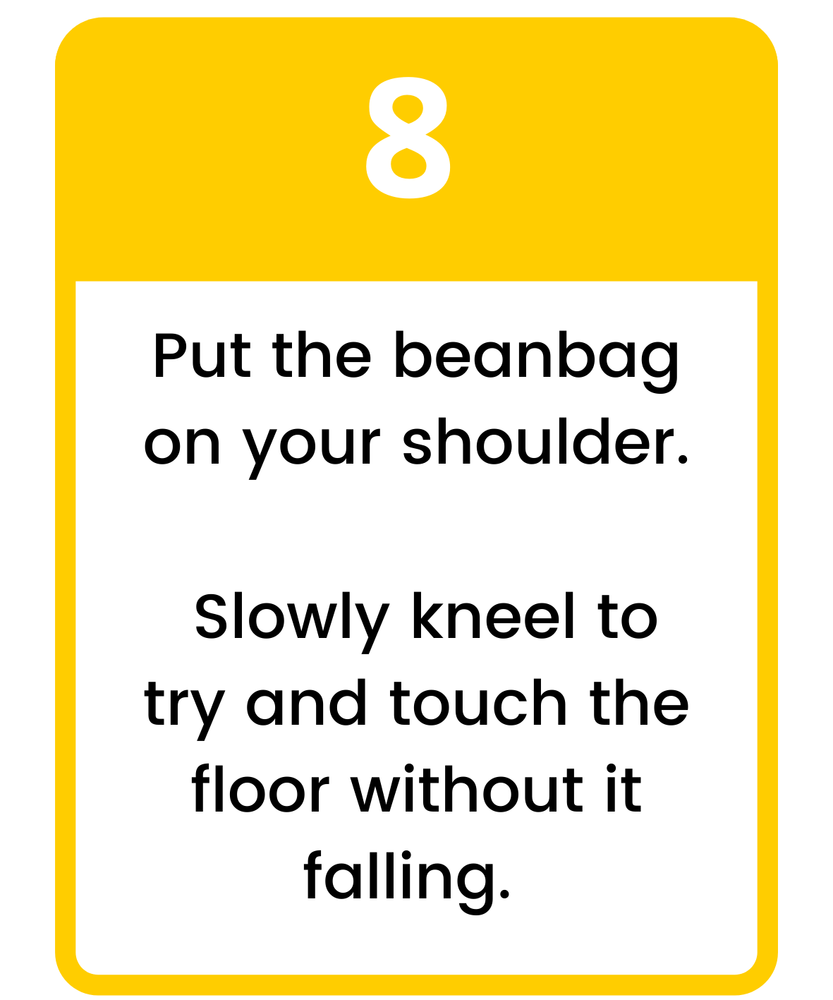 8
Put the beanbag
on your shoulder.
Slowly kneel to
try and touch the
floor without it
falling.